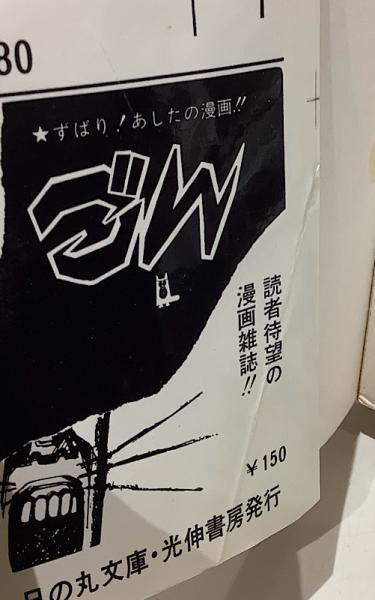 80
★ずばり!あしたの漫画!!
ごん
読者待望の
漫画雑誌!!
¥150
日の丸文庫・光伸書房発行